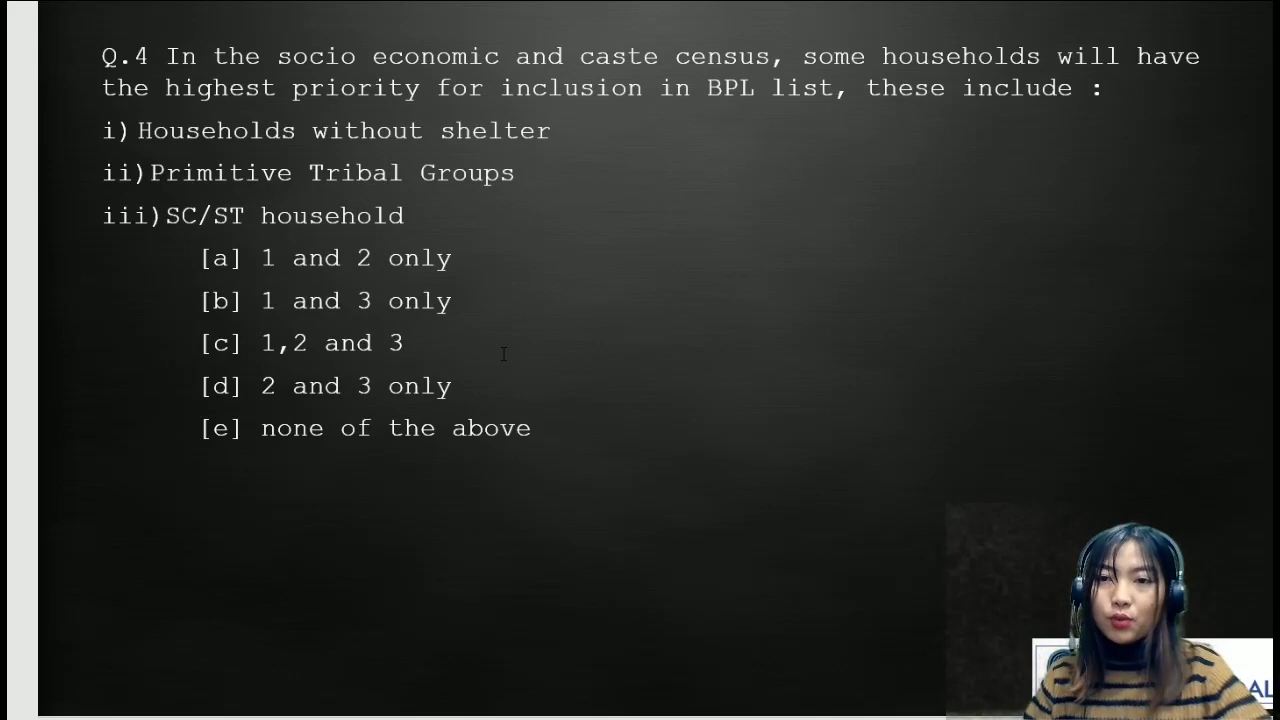 Q.4 In the socio economic and caste census, some households will have
the highest priority for inclusion in BPL list, these include :
i) Households without shelter
ii)Primitive Tribal Groups
iii)SC/ST household
[a] 1 and 2 only
[b] 1 and 3 only
[c] 1,2 and 3
[d] 2 and 3 only
[e] none of the above